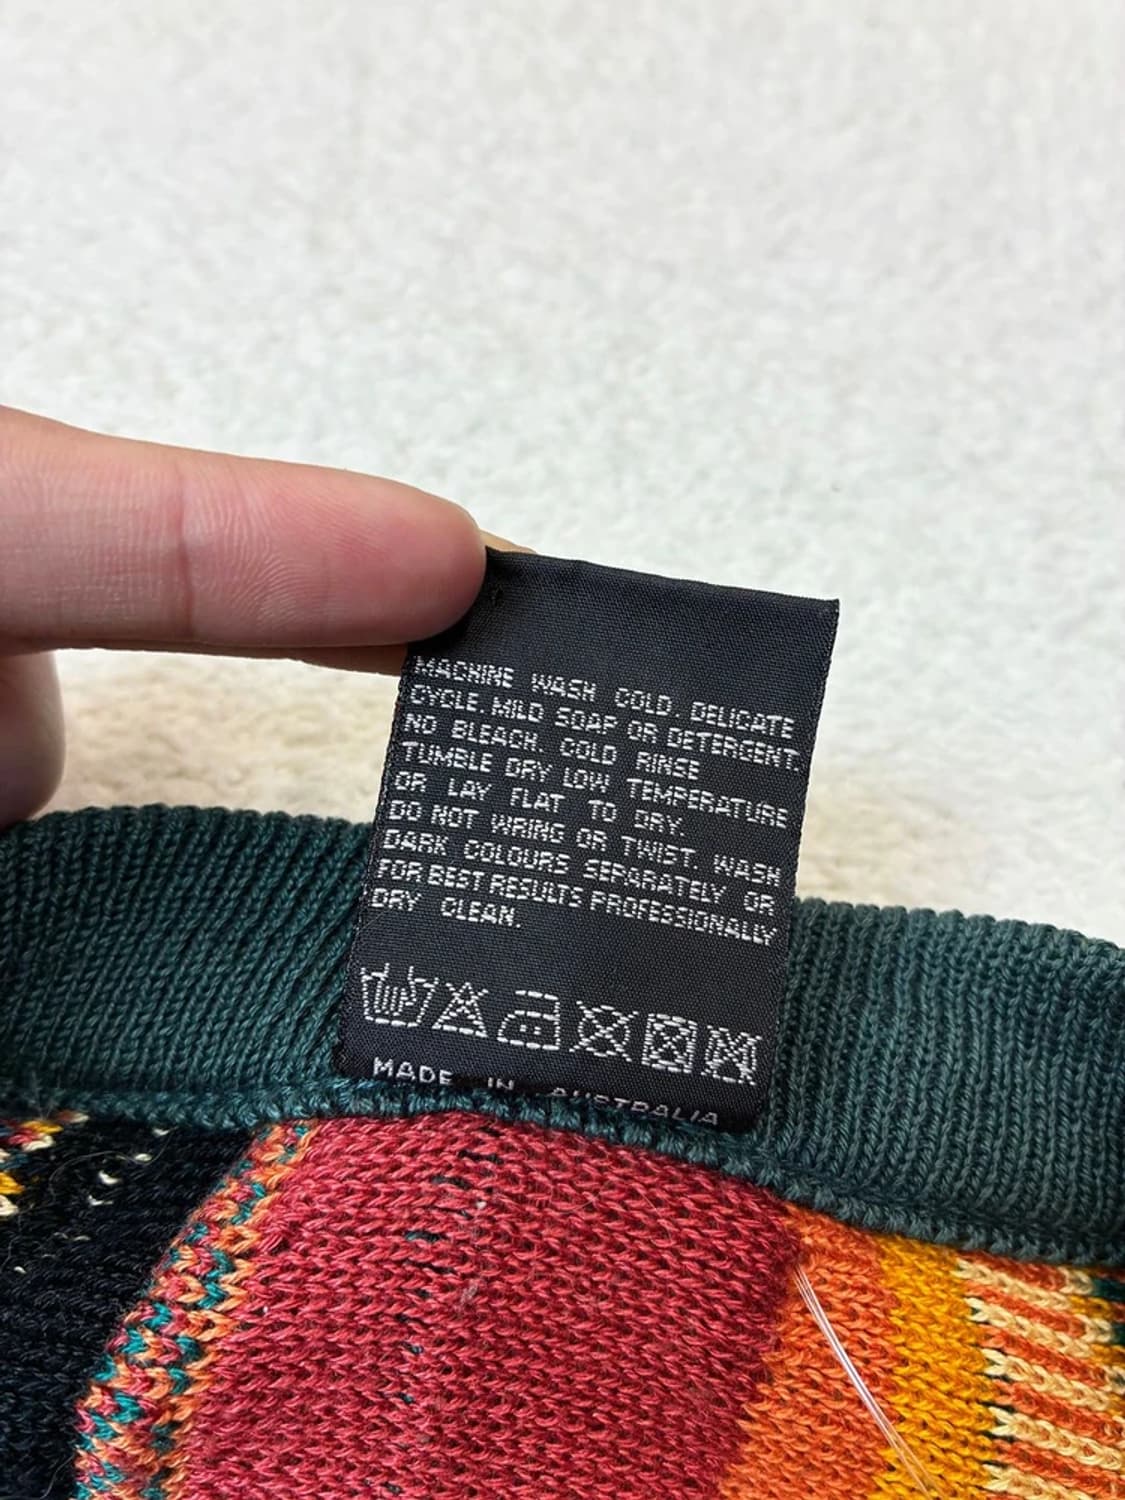 MACHINE WASH COLD. DELICATE
CYCLE. MILD SOAP OR DETERGENT.
NO BLEACH. COLD RINSE
TUMBLE DRY LOW TEMPERATURE
OR LAY FLAT TO DRY.
DO NOT WRING OR TWIST. WASH
DARK COLOURS SEPARATELY OR
FOR BEST RESULTS PROFESSIONALLY
DRY CLEAN.
MADE IN AUSTRALIA